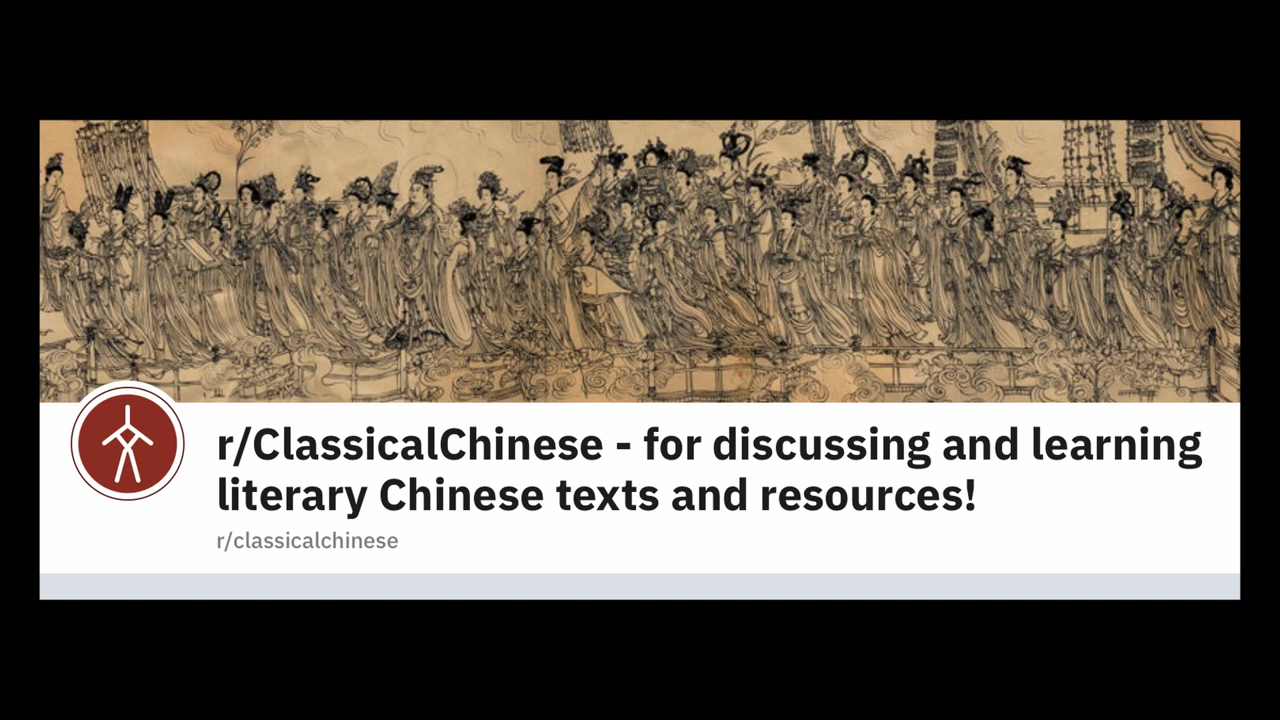 r/ClassicalChinese - for discussing and learning
literary Chinese texts and resources!
r/classicalchinese